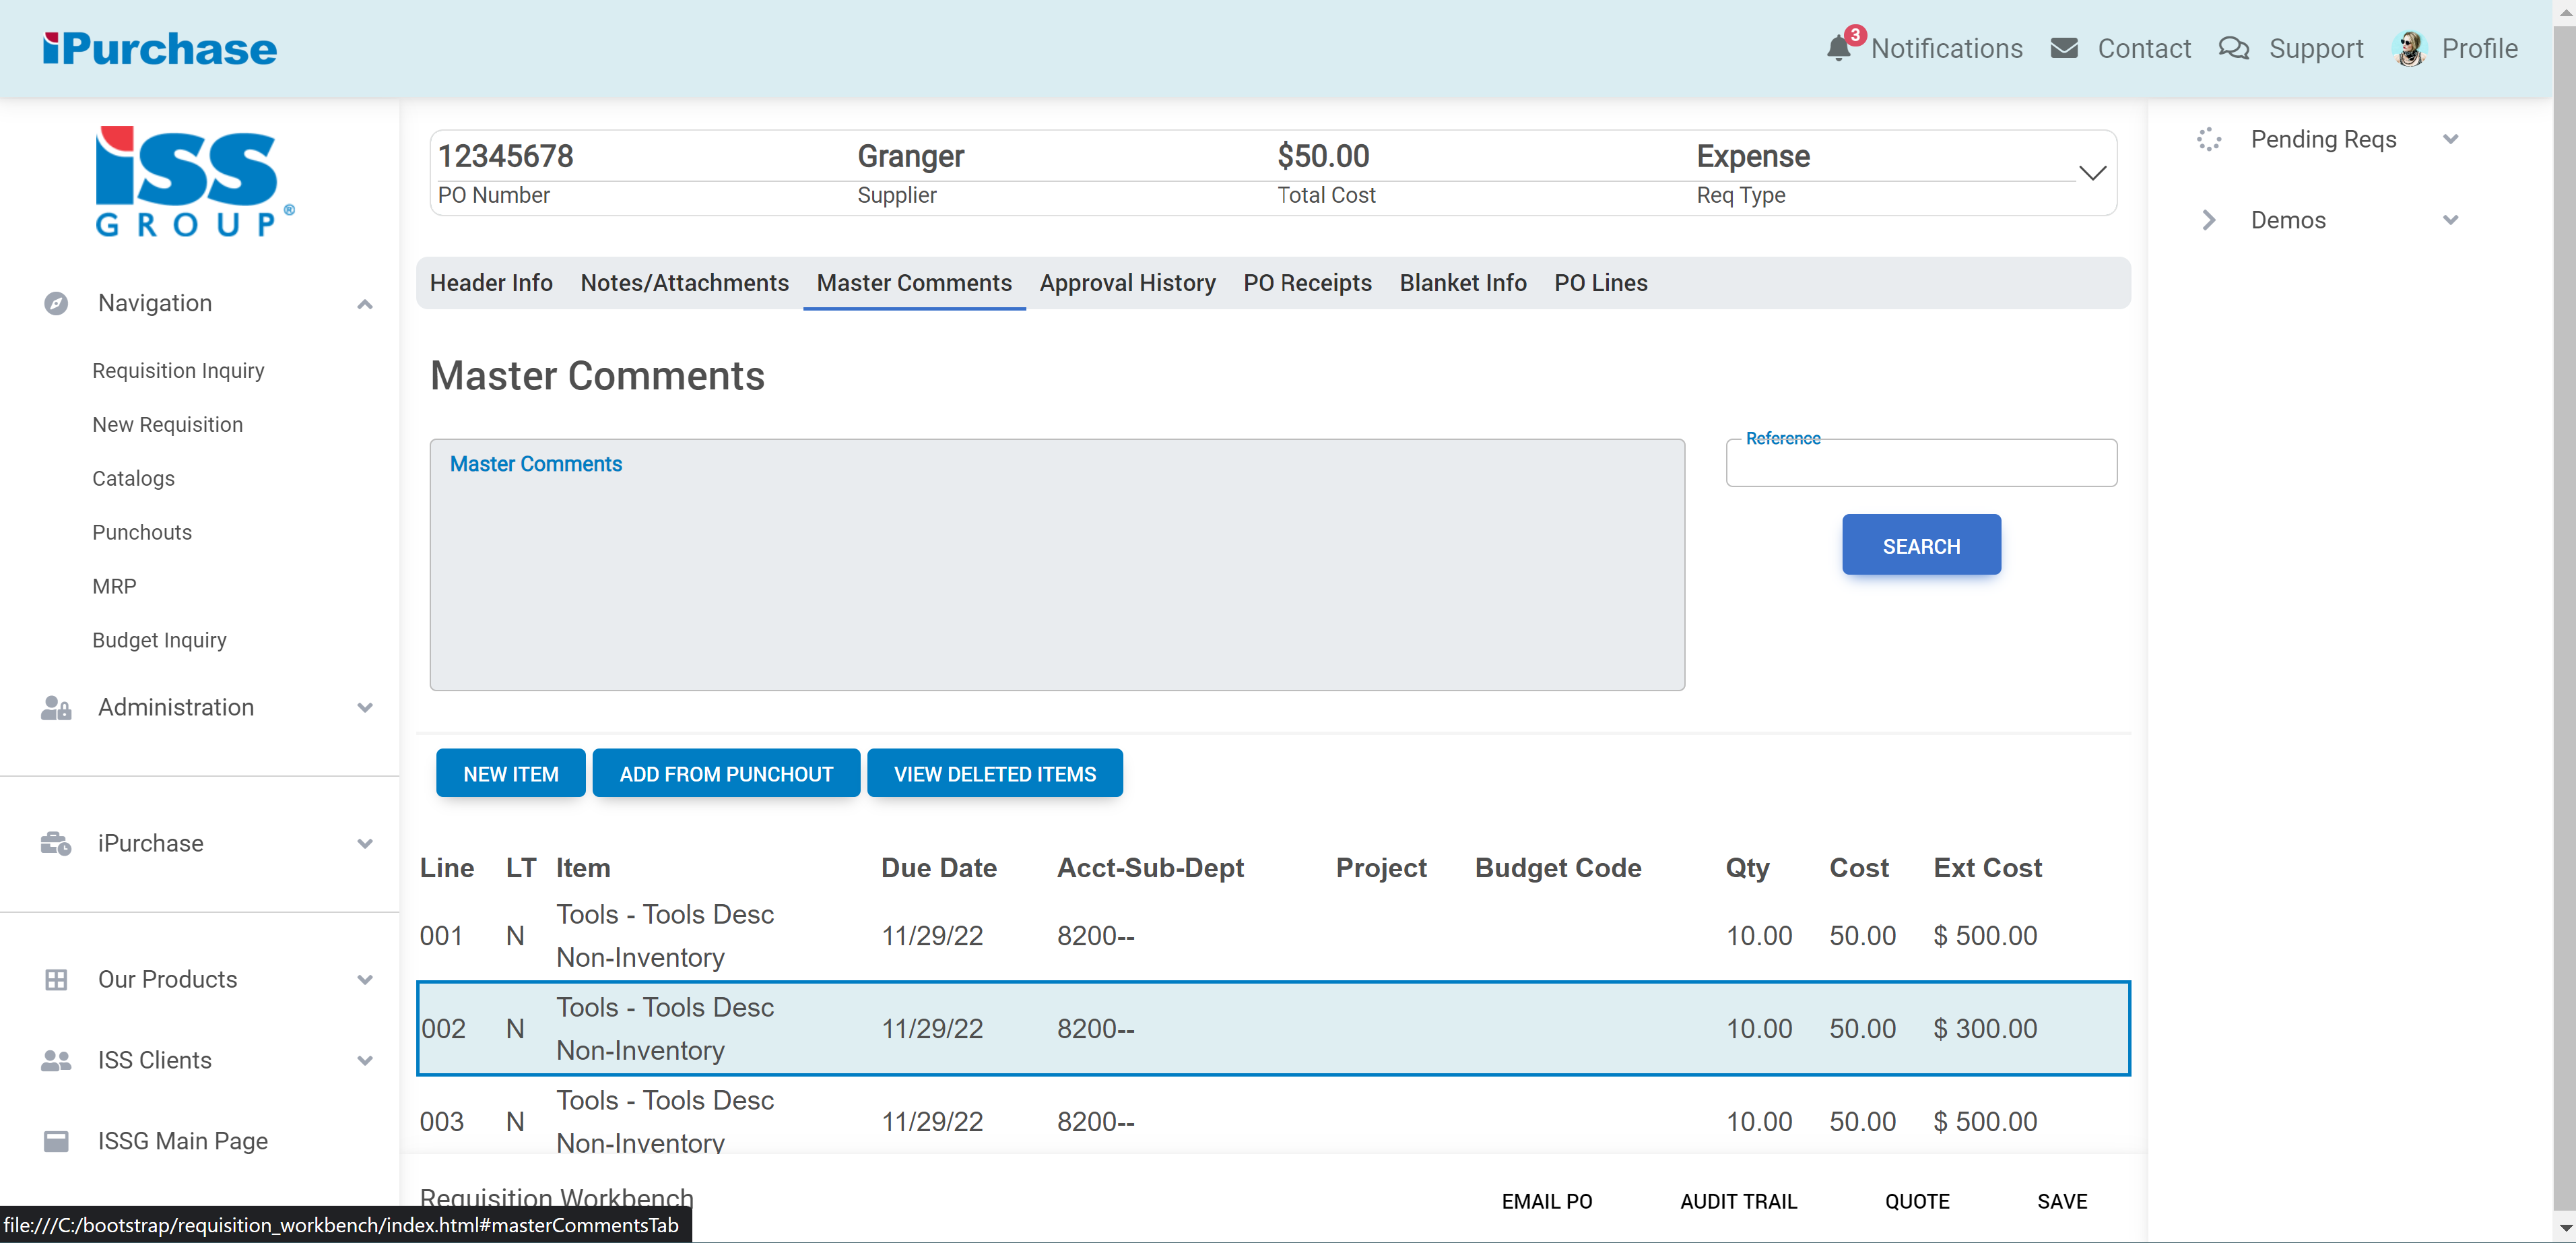 iPurchase
3
Notifications
Contact
Support
Profile
iss
GROUP®
Navigation
Requisition Inquiry
New Requisition
Catalogs
Punchouts
MRP
Budget Inquiry
Administration
iPurchase
Our Products
ISS Clients
ISSG Main Page
12345678 Granger $50.00 Expense
PO Number Supplier Total Cost Req Type
Header Info Notes/Attachments Master Comments Approval History PO Receipts Blanket Info PO Lines
Master Comments
Master Comments
Reference
SEARCH
NEW ITEM ADD FROM PUNCHOUT VIEW DELETED ITEMS
Line LT Item Due Date Acct-Sub-Dept Project Budget Code Qty Cost Ext Cost
001 N Tools - Tools Desc 11/29/22 8200-- 10.00 50.00 $ 500.00
Non-Inventory
002 N Tools - Tools Desc 11/29/22 8200-- 10.00 50.00 $ 300.00
Non-Inventory
003 N Tools - Tools Desc 11/29/22 8200-- 10.00 50.00 $ 500.00
Non-Inventory
Requisition Workbench
EMAIL PO AUDIT TRAIL QUOTE SAVE
Pending Reqs
Demos
file:///C:/bootstrap/requisition_workbench/index.html#masterCommentsTab